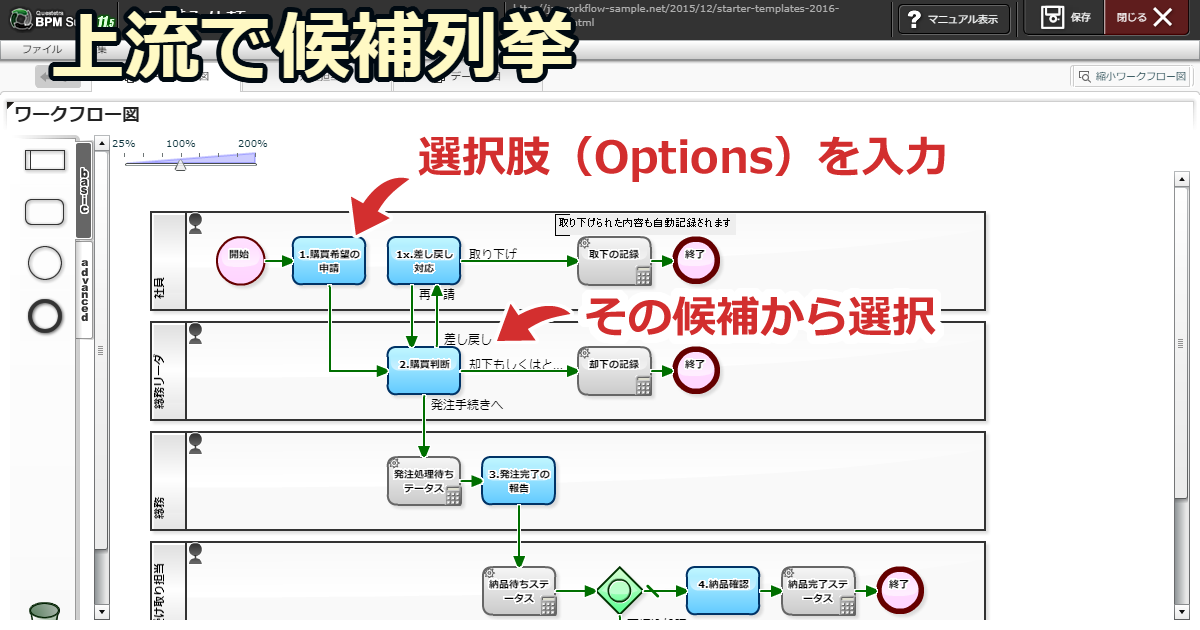 Questetra
BPM Su
11.5
http://ja.workflow-sample.net/2015/12/starter-templates-2016-
html
? マニュアル表示
保存
閉じる
上流で候補列挙
ファイル
集
図
デー
縮小ワークフロー図
ワークフロー図
25% 100% 200%
basic
advanced
選択肢（Options）を入力
取り下げられた内容も自動記録されます
社員
開始
1.購買希望の
申請
1x.差し戻し
対応
取り下げ
取下の記録
終了
再
請
その候補から選択
差し戻し
総務リーダ
2.購買判断
却下もしくはと...
却下の記録
終了
発注手続きへ
総務
発注処理待ち
テータス
3.発注完了の
報告
け取り担当
納品待ちステ
ータス
4.納品確認
納品完了ステ
ータス
終了